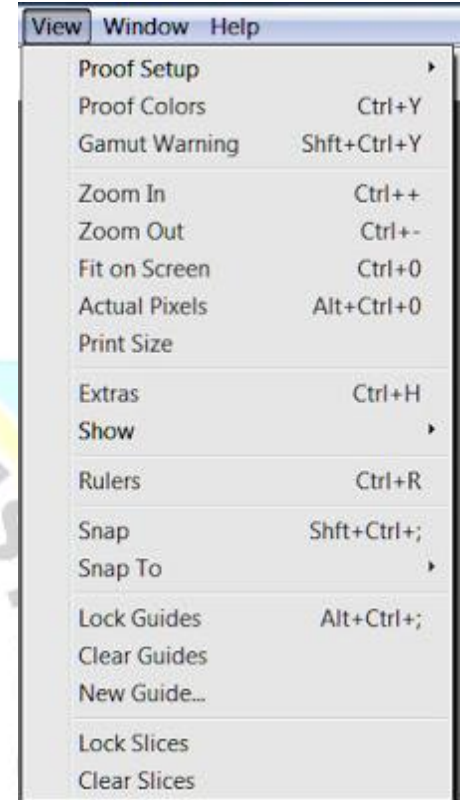 View Window Help
Proof Setup
Proof Colors Ctrl+Y
Gamut Warning Shft+Ctrl+Y
Zoom In Ctrl++
Zoom Out Ctrl+-
Fit on Screen Ctrl+0
Actual Pixels Alt+Ctrl+0
Print Size
Extras Ctrl+H
Show
Rulers Ctrl+R
Snap Shft+Ctrl+;
Snap To
Lock Guides Alt+Ctrl+;
Clear Guides
New Guide...
Lock Slices
Clear Slices